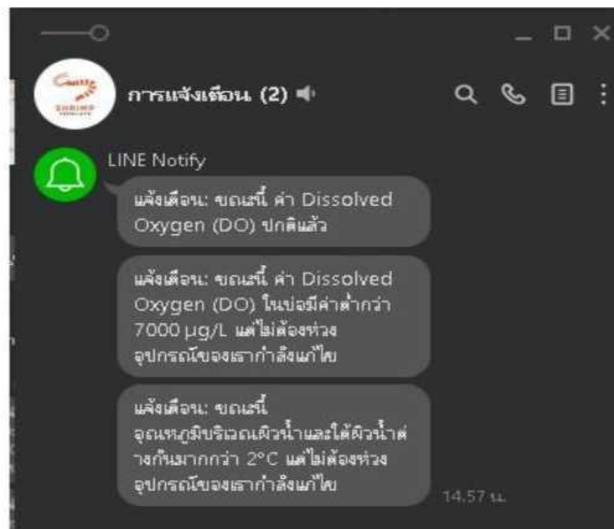 การแจ้งเตือน (2)
SHRIMP
LINE Notify
แจ้งเตือน: ขณะนี้ ค่า Dissolved
Oxygen (DO) ปกติแล้ว
แจ้งเตือน: ขณะนี้ ค่า Dissolved
Oxygen (DO) ในบ่อมีค่าต่ำกว่า
7000 µg/L แต่ไม่ต้องห่วง
อุปกรณ์ของเรากำลังแก้ไข
แจ้งเตือน: ขณะนี้
อุณหภูมิบริเวณผิวน้ำและใต้ผิวน้ำต่
างกันมากกว่า 2°C แต่ไม่ต้องห่วง
อุปกรณ์ของเรากำลังแก้ไข
14.57 น.